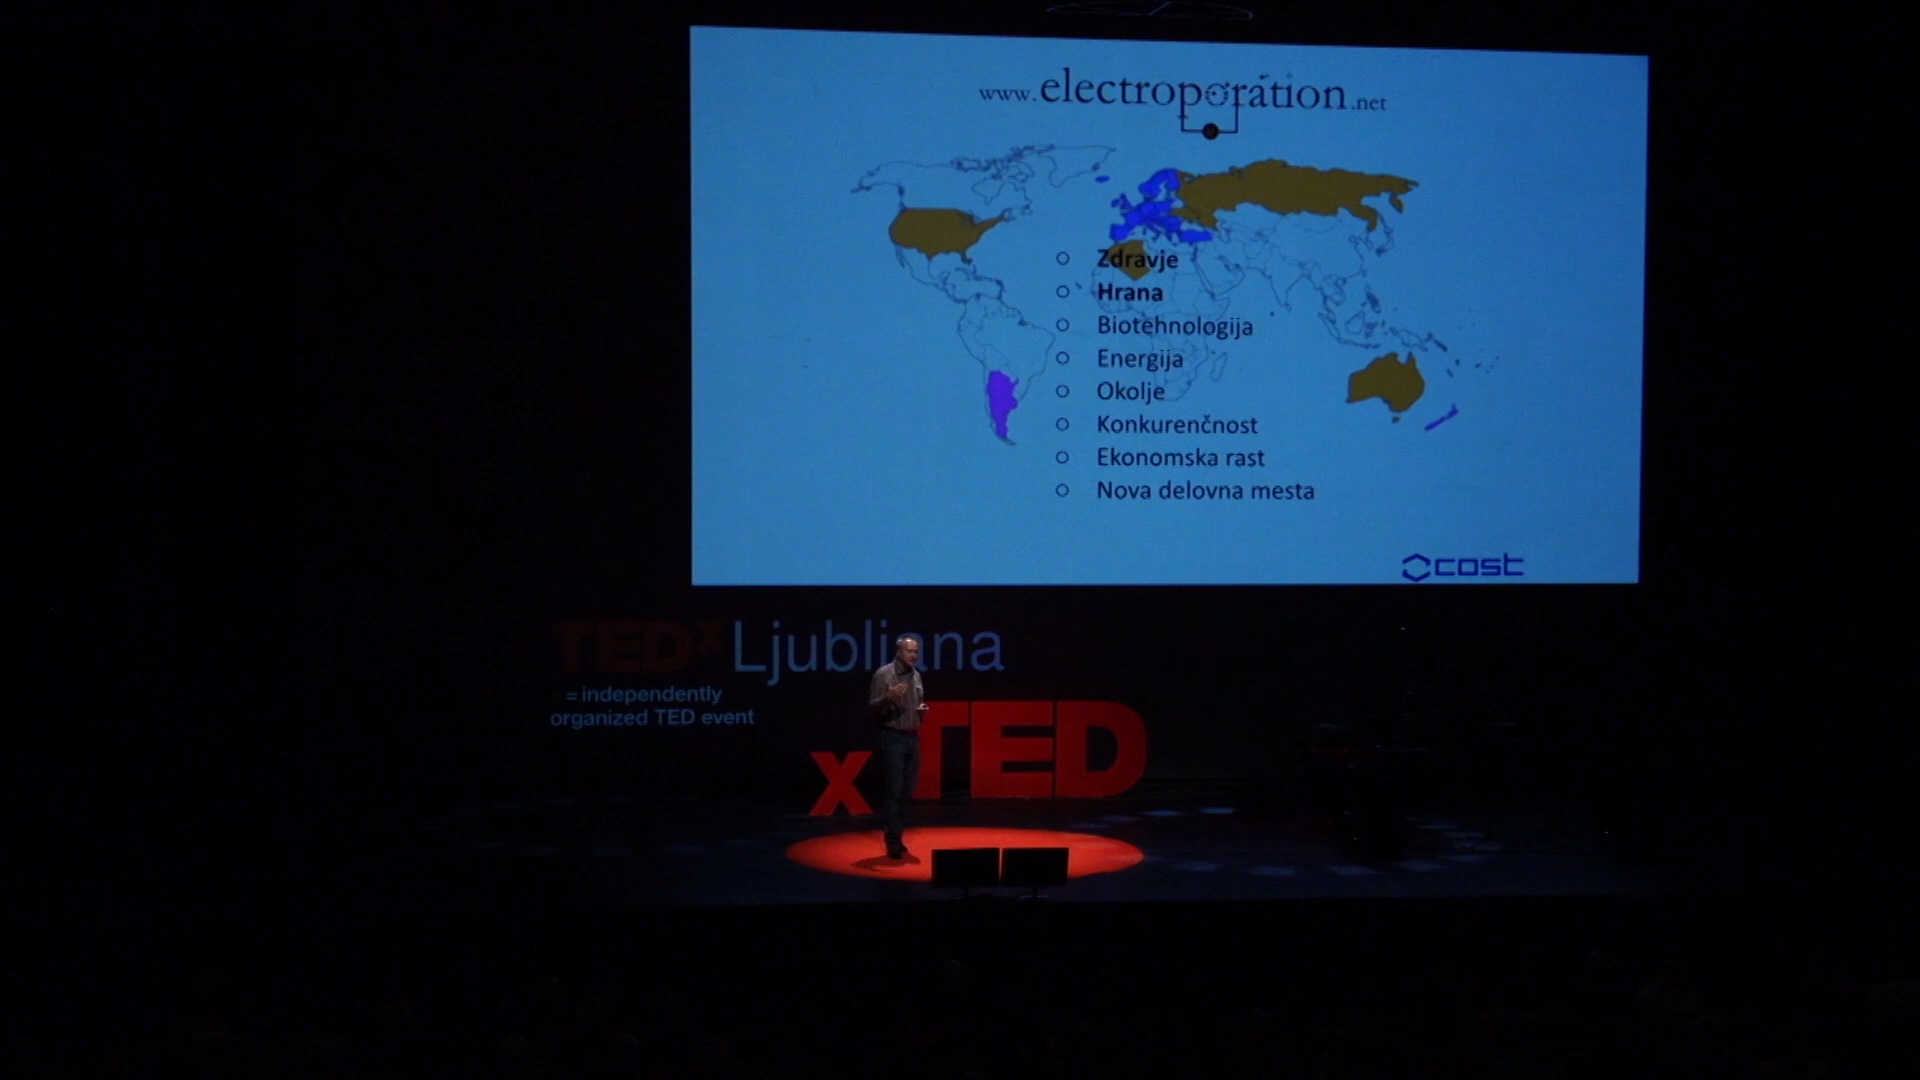 www.electroporation.net
Zdravje
Hrana
Biotehnologija
Energija
Okolje
Konkurenčnost
Ekonomska rast
Nova delovna mesta
cost
TEDx Ljubljana
= independently
organized TED event
x TED